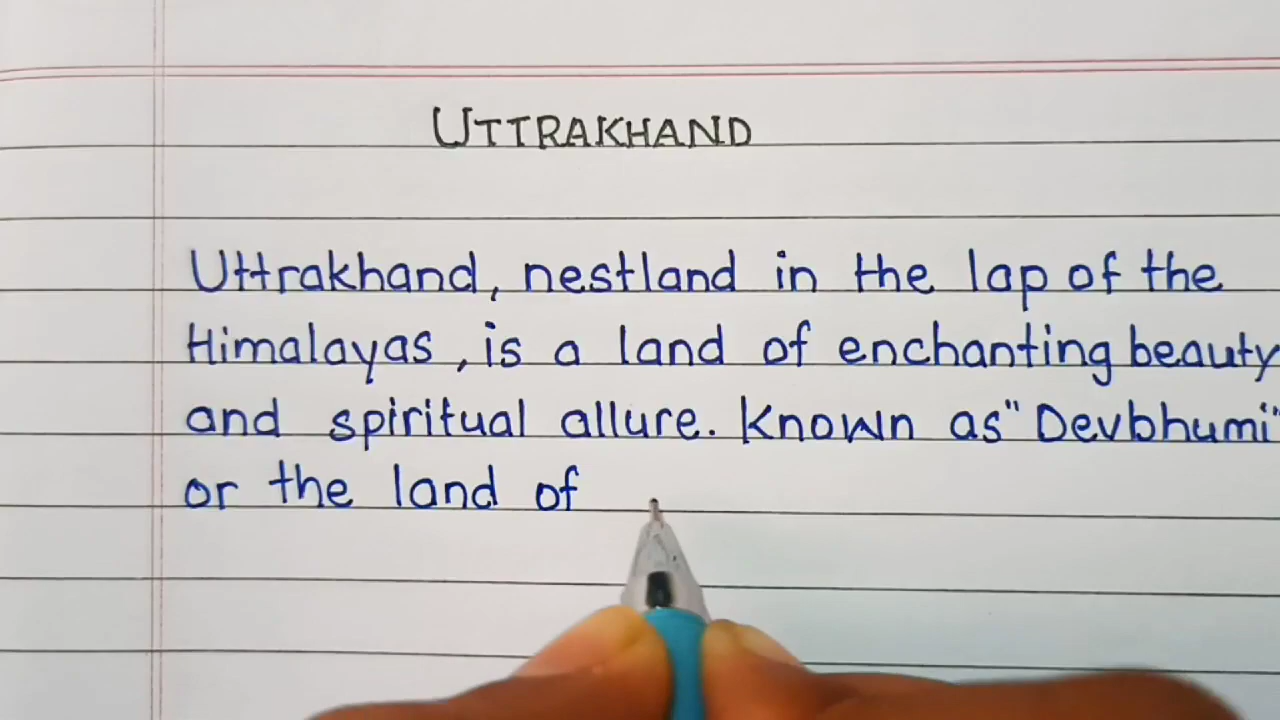 UTTRAKHAND
Uttrakhand, nestland in the lap of the
Himalayas, is a land of enchanting beauty
and spiritual allure. Known as "Devbhumi"
or the land of